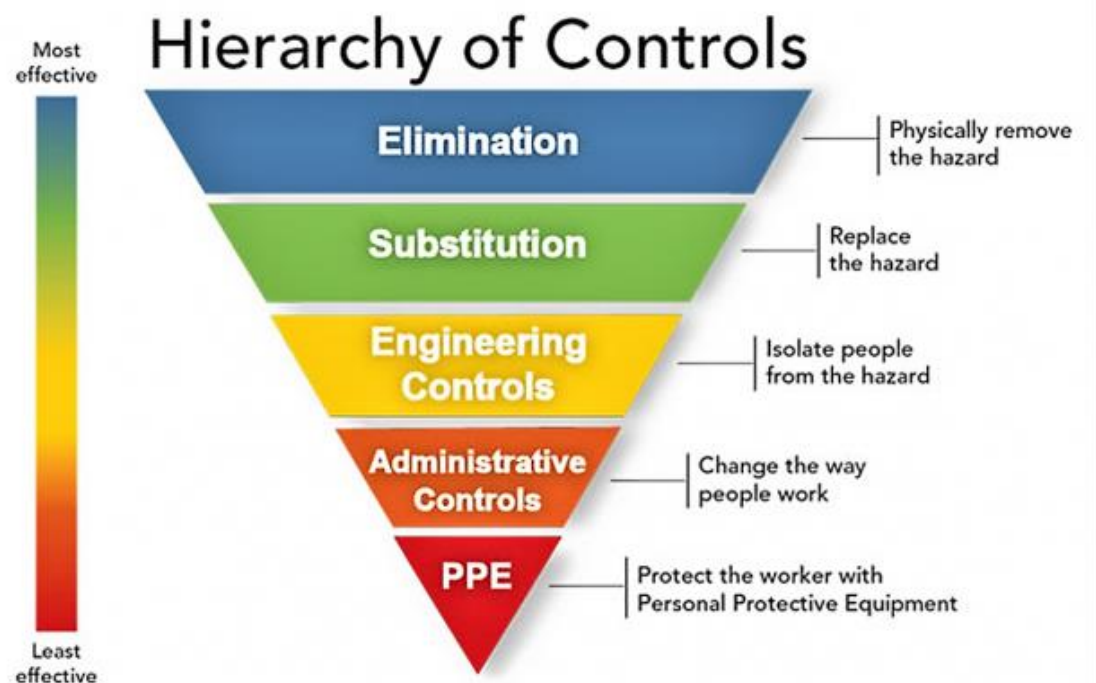 Hierarchy of Controls
Most
effective
Elimination
Physically remove
the hazard
Substitution
Replace
the hazard
Engineering
Controls
Isolate people
from the hazard
Administrative
Controls
Change the way
people work
PPE
Protect the worker with
Personal Protective Equipment
Least
effective